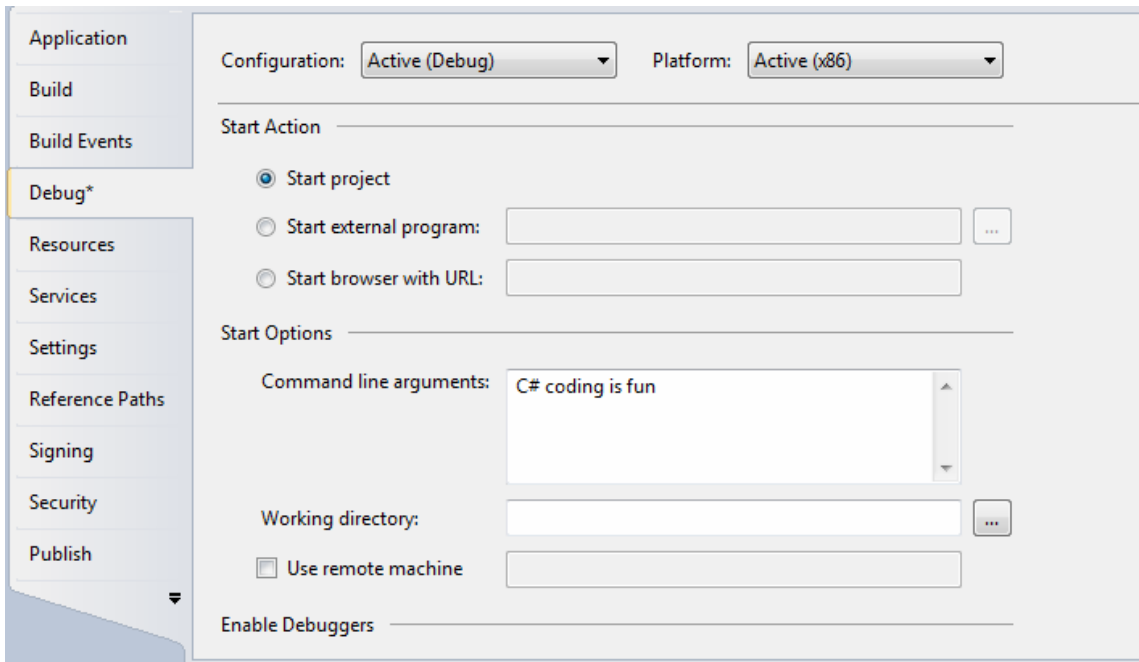 Application
Build
Build Events
Debug*
Resources
Services
Settings
Reference Paths
Signing
Security
Publish
Configuration: Active (Debug) Platform: Active (x86)
Start Action
Start project
Start external program: ...
Start browser with URL:
Start Options
Command line arguments: C# coding is fun
Working directory: ...
Use remote machine
Enable Debuggers